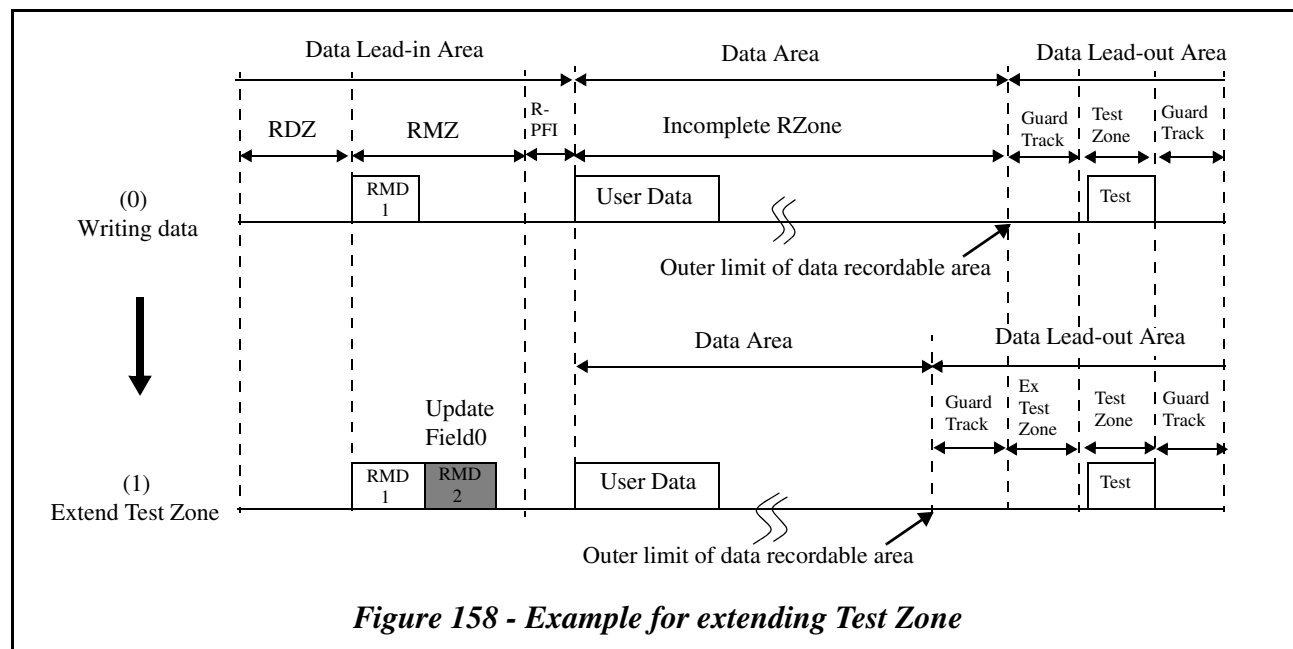 Data Lead-in Area
Data Area
Data Lead-out Area
RDZ
RMZ
R-
PFI
Incomplete RZone
Guard
Track
Test
Zone
Guard
Track
(0)
Writing data
RMD
1
User Data
Test
Outer limit of data recordable area
Data Area
Data Lead-out Area
Update
Field0
Guard
Track
Ex
Test
Zone
Test
Zone
Guard
Track
(1)
Extend Test Zone
RMD
1
RMD
2
User Data
Test
Outer limit of data recordable area
Figure 158 - Example for extending Test Zone